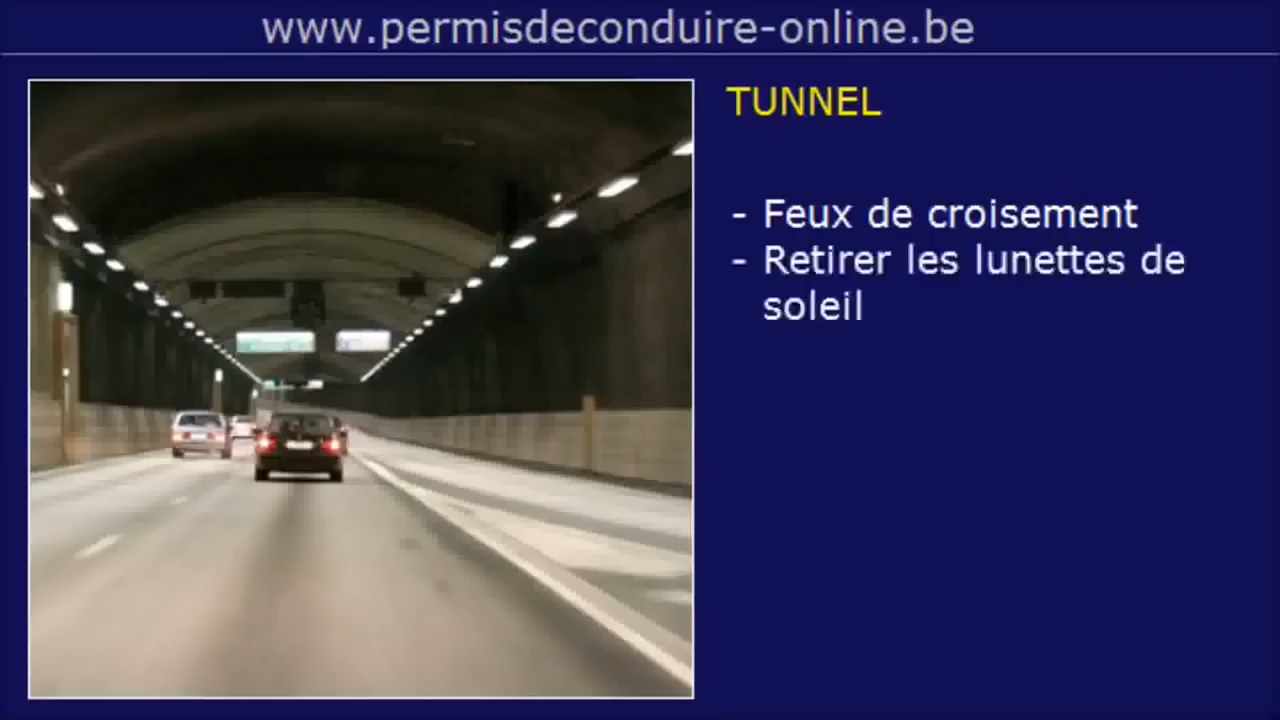 www.permisdeconduire-online.be
TUNNEL
- Feux de croisement
- Retirer les lunettes de
soleil